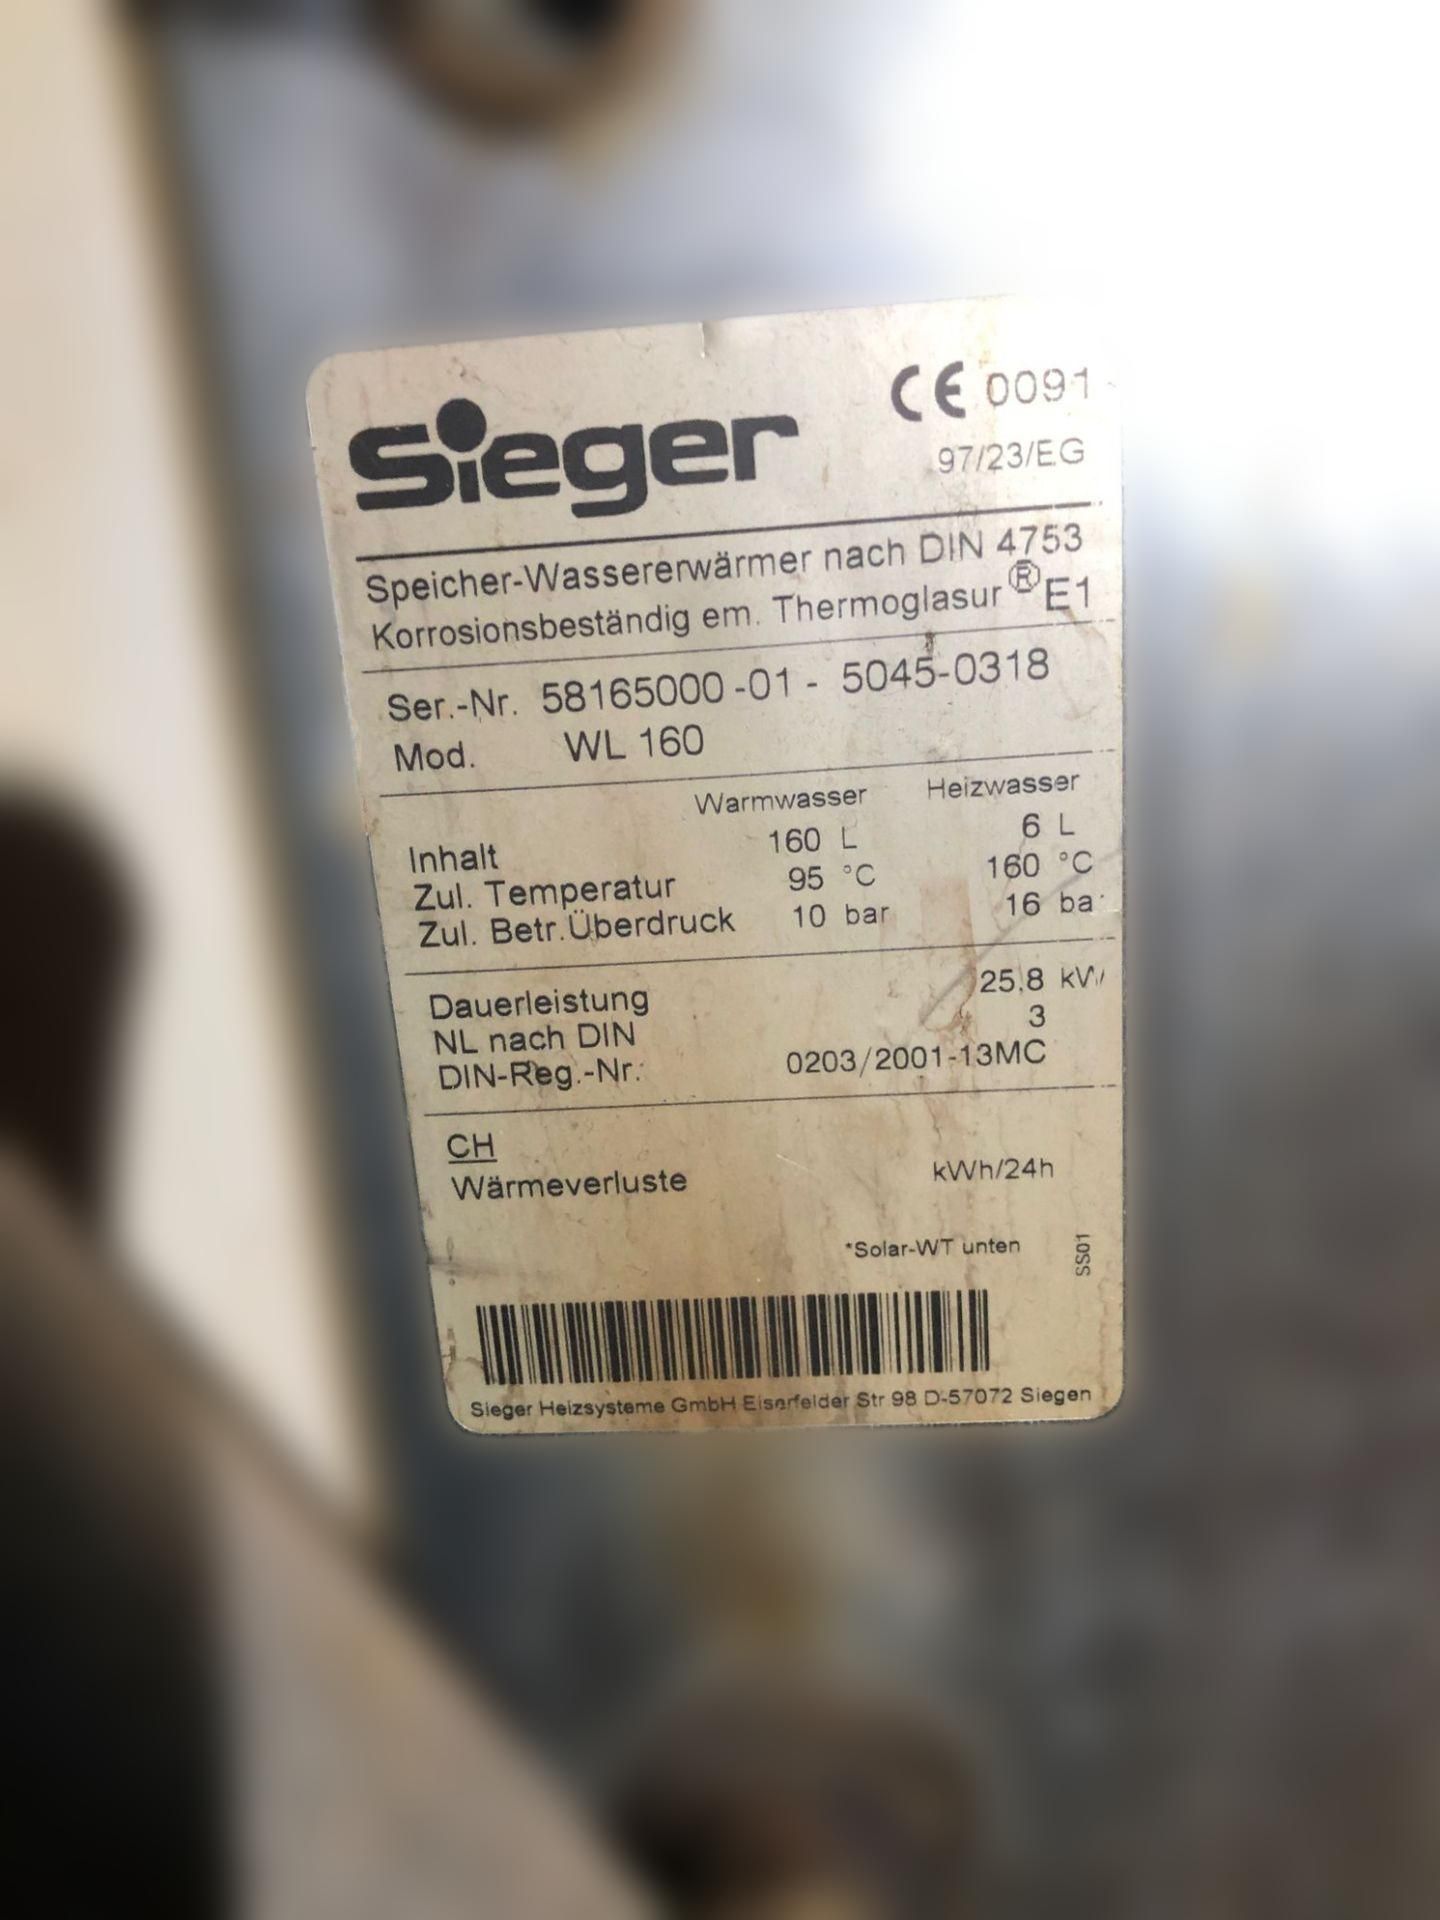 Sieger
CE 0091
97/23/EG
Speicher-Wassererwärmer nach DIN 4753
Korrosionsbeständig em. Thermoglasur ® E1
Ser.-Nr. 58165000-01- 5045-0318
Mod. WL 160
Warmwasser Heizwasser
Inhalt 160 L 6 L
Zul. Temperatur 95 °C 160 °C
Zul. Betr.Überdruck 10 bar 16 ba
Dauerleistung 25,8 kW
NL nach DIN 3
DIN-Reg.-Nr. 0203/2001-13MC
CH
Wärmeverluste kWh/24h
*Solar-WT unten
SS01
Sieger Heizsysteme GmbH Eiserfelder Str 98 D-57072 Siegen